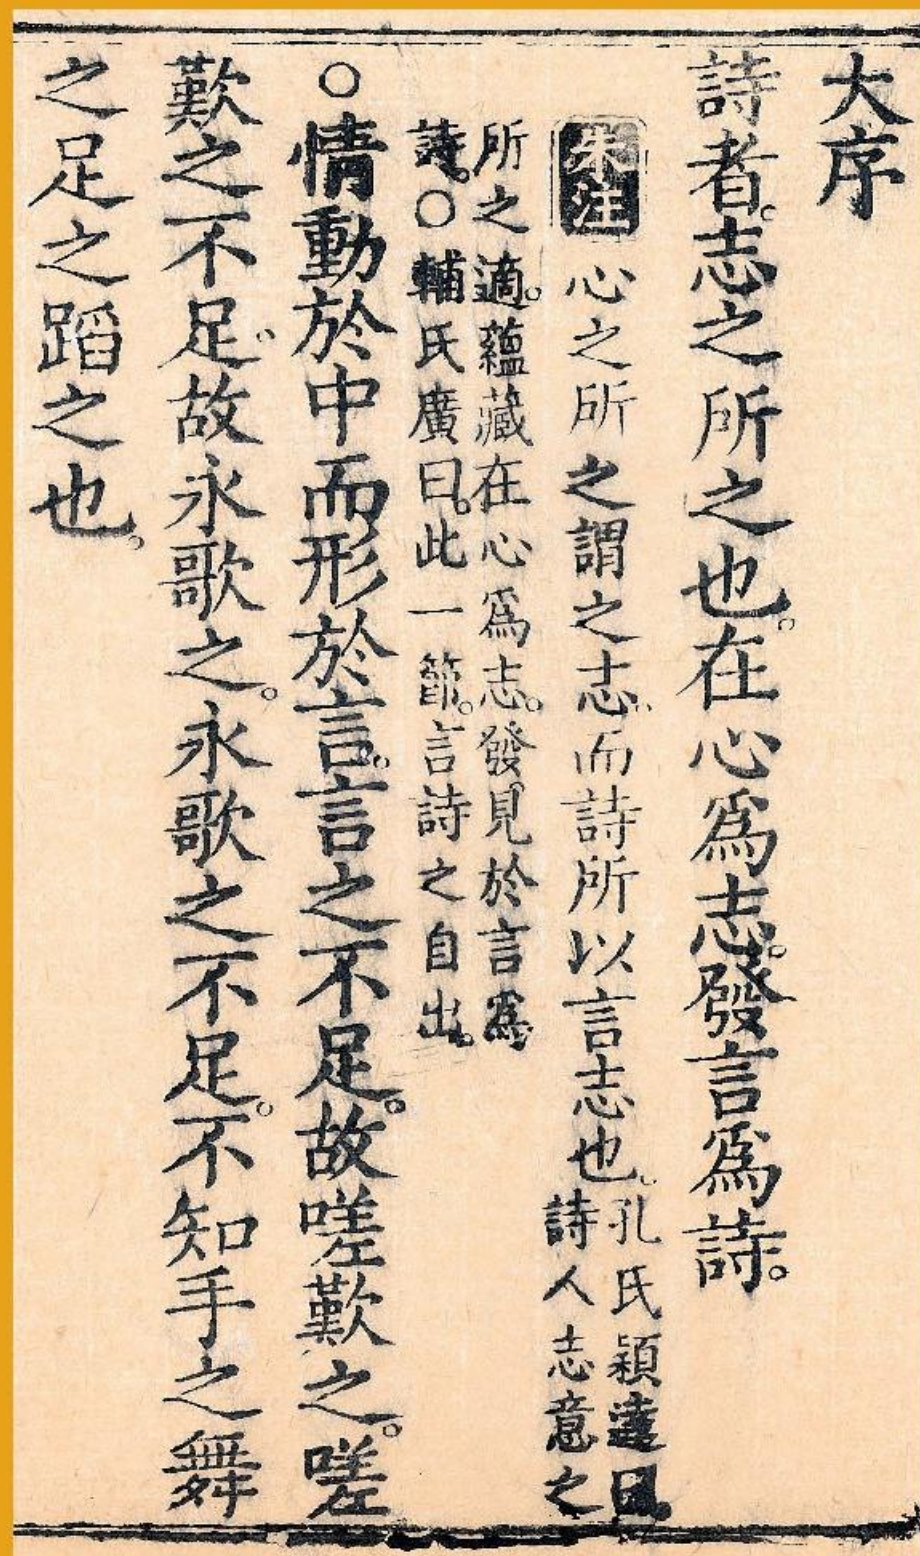 大序
詩者。志之所之也。在心爲志。發言爲詩。
朱注 心之所之謂之志。而詩所以言志也。孔氏穎達曰。
詩人志意之
所之適。蘊藏在心爲志。發見於言爲
詩。○輔氏廣曰。此一節。言詩之自出。
○情動於中而形於言。言之不足。故嗟歎之。嗟
歎之不足。故永歌之。永歌之不足。不知手之舞
之足之蹈之也。